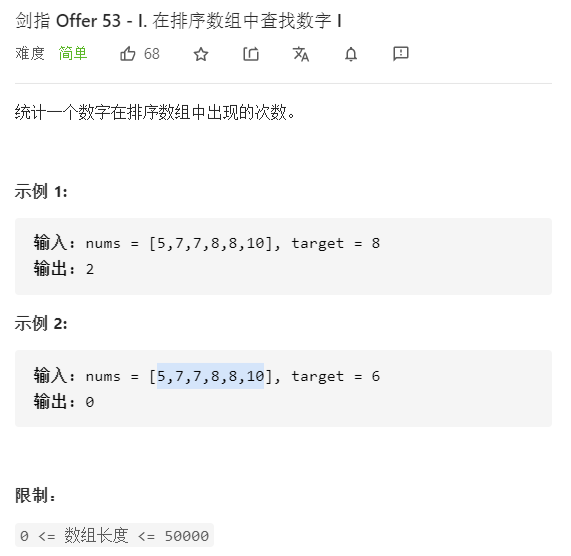 剑指 Offer 53 - I. 在排序数组中查找数字 I
难度 简单 68
统计一个数字在排序数组中出现的次数。
示例 1:
输入: nums = [5,7,7,8,8,10], target = 8
输出: 2
示例 2:
输入: nums = [5,7,7,8,8,10], target = 6
输出: 0
限制：
0 <= 数组长度 <= 50000